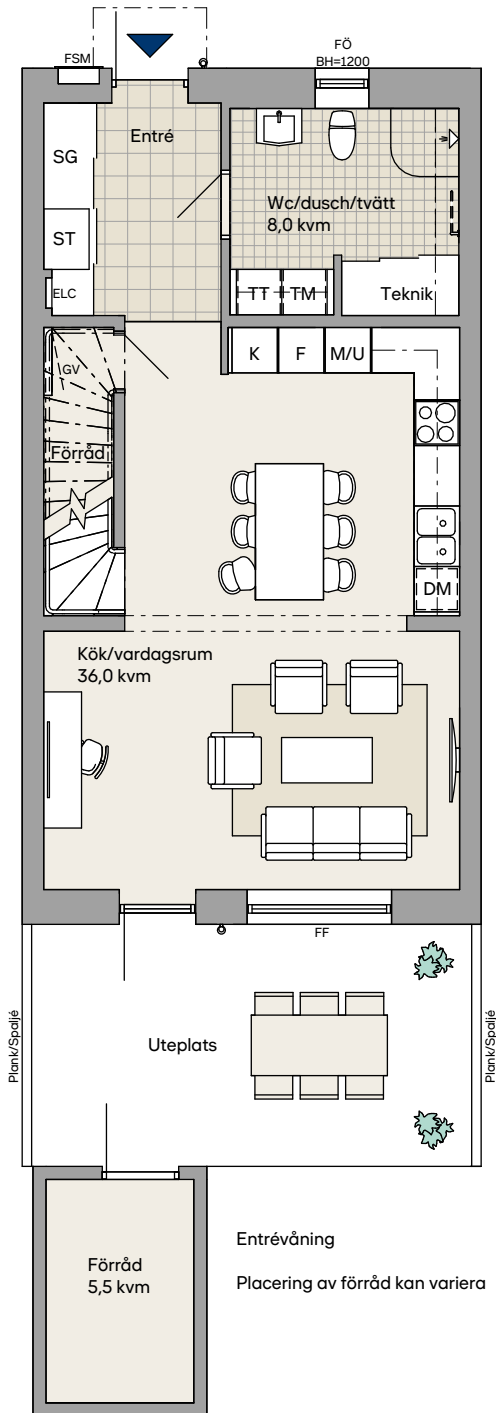 FSM
FÖ
BH=1200
Entré
SG
Wc/dusch/tvätt
8,0 kvm
ST
ELC
TT
TM
Teknik
K
F
M/U
GV
Förråd
DM
Kök/vardagsrum
36,0 kvm
FF
Plank/Spaljé
Uteplats
Plank/Spaljé
Entrévåning
Förråd
5,5 kvm
Placering av förråd kan variera